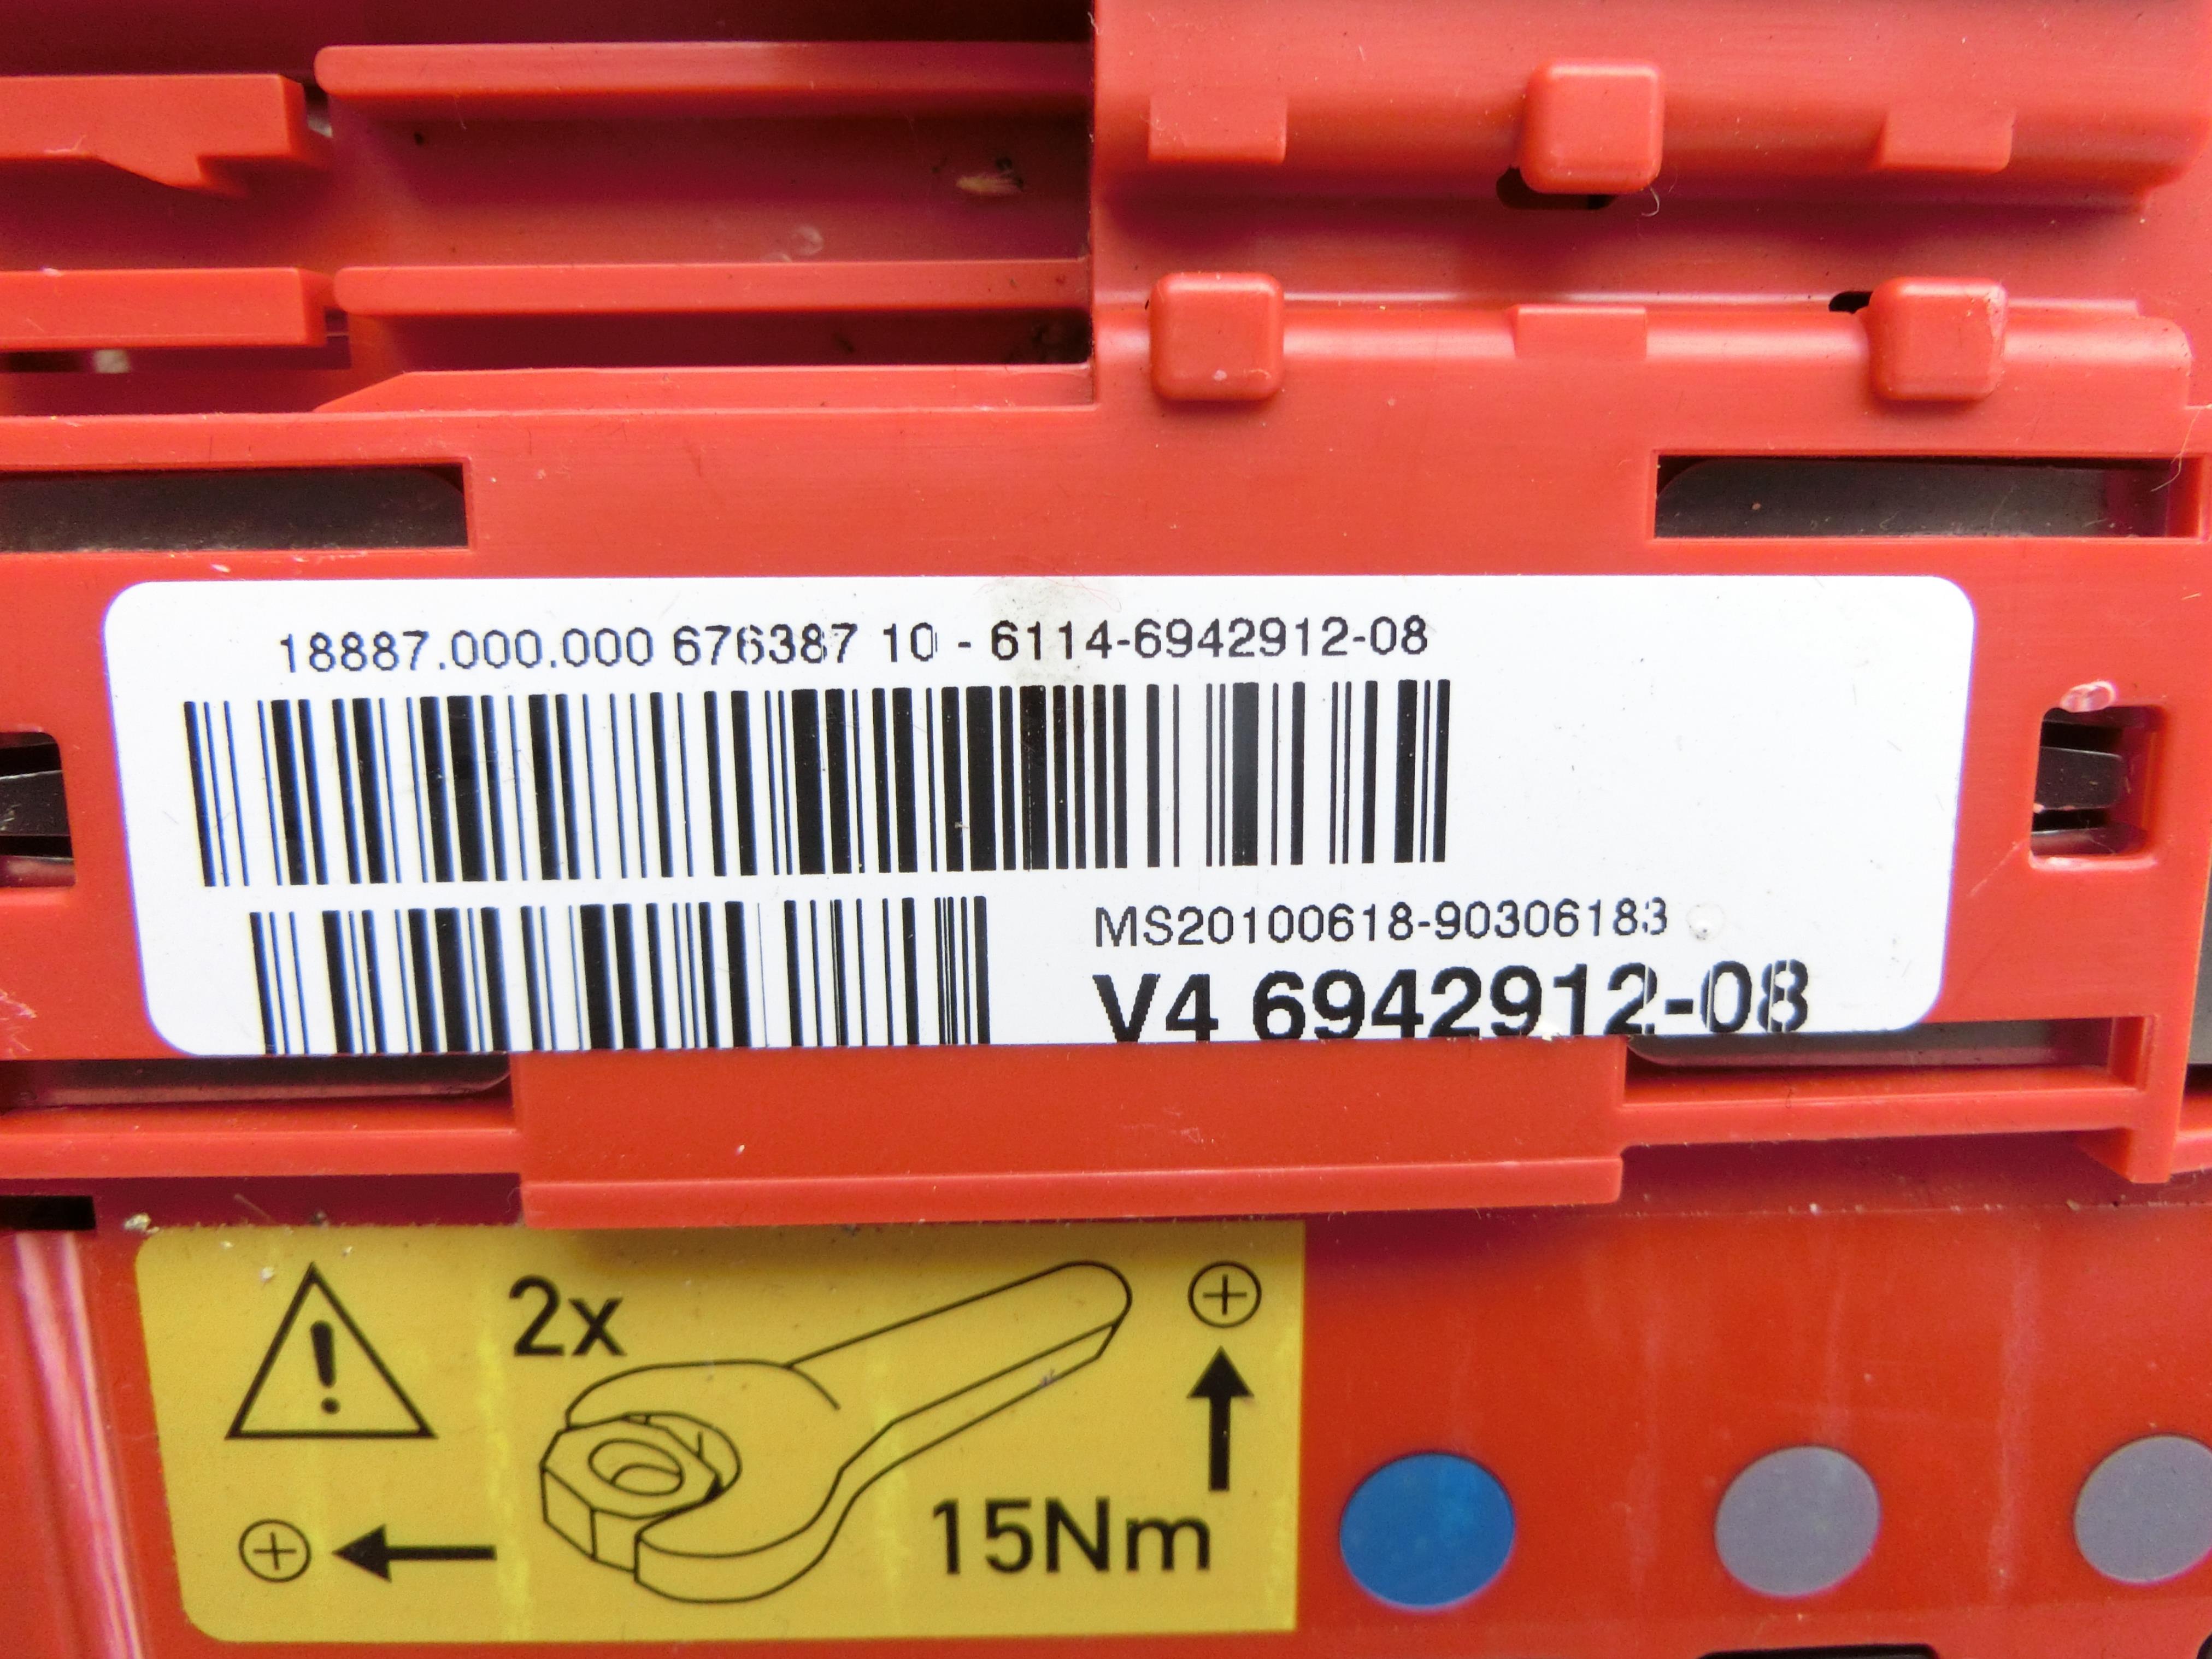 18887.000.000 676387 10 - 6114-6942912-08
MS20100618-90306183
V4 6942912-08
2x
15Nm